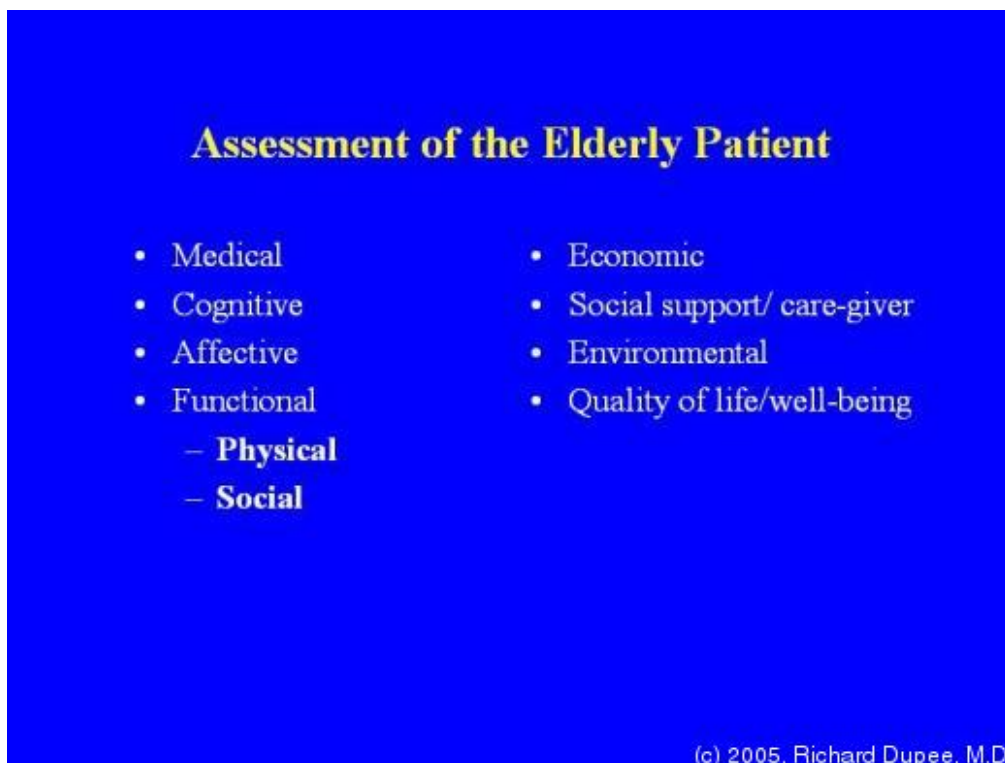 Assessment of the Elderly Patient
• Medical
• Cognitive
• Affective
• Functional
– Physical
– Social
• Economic
• Social support/ care-giver
• Environmental
• Quality of life/well-being
(c) 2005, Richard Dupee, M.D